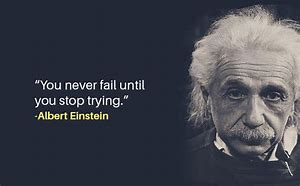 “You never fail until
you stop trying.”
-Albert Einstein